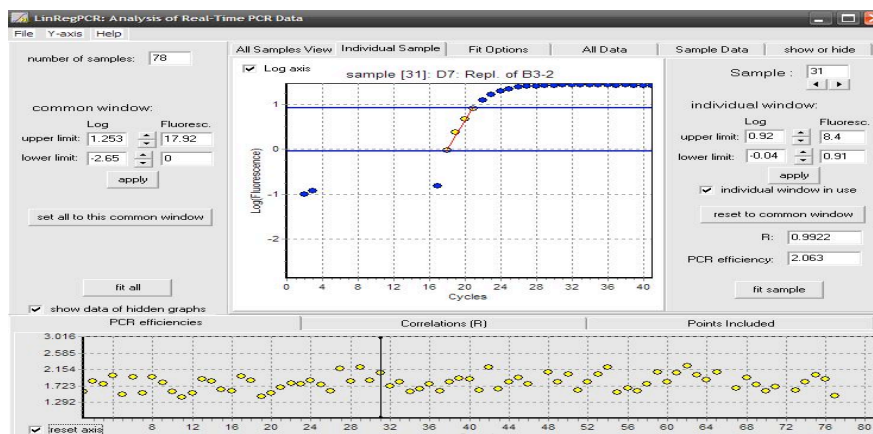 LinRegPCR: Analysis of Real-Time PCR Data
File Y-axis Help
number of samples: 78
common window:
Log Fluoresc.
upper limit: 1.253 17.92
lower limit: -2.65 0
apply
set all to this common window
fit all
show data of hidden graphs
All Samples View Individual Sample Fit Options All Data Sample Data show or hide
Log axis
sample [31]: D7: Repl. of B3-2
Log(Fluorescence)
1
0
-1
-2
0 4 8 12 16 20 24 28 32 36 40
Cycles
Sample : 31
individual window:
Log Fluoresc.
upper limit: 0.92 8.4
lower limit: -0.04 0.91
apply
individual window in use
reset to common window
R: 0.9922
PCR efficiency: 2.063
fit sample
PCR efficiencies Correlations (R) Points Included
3.016
2.585
2.154
1.723
1.292
8 12 16 20 24 28 32 36 40 44 48 52 56 60 64 68 72 76 80
reset axis